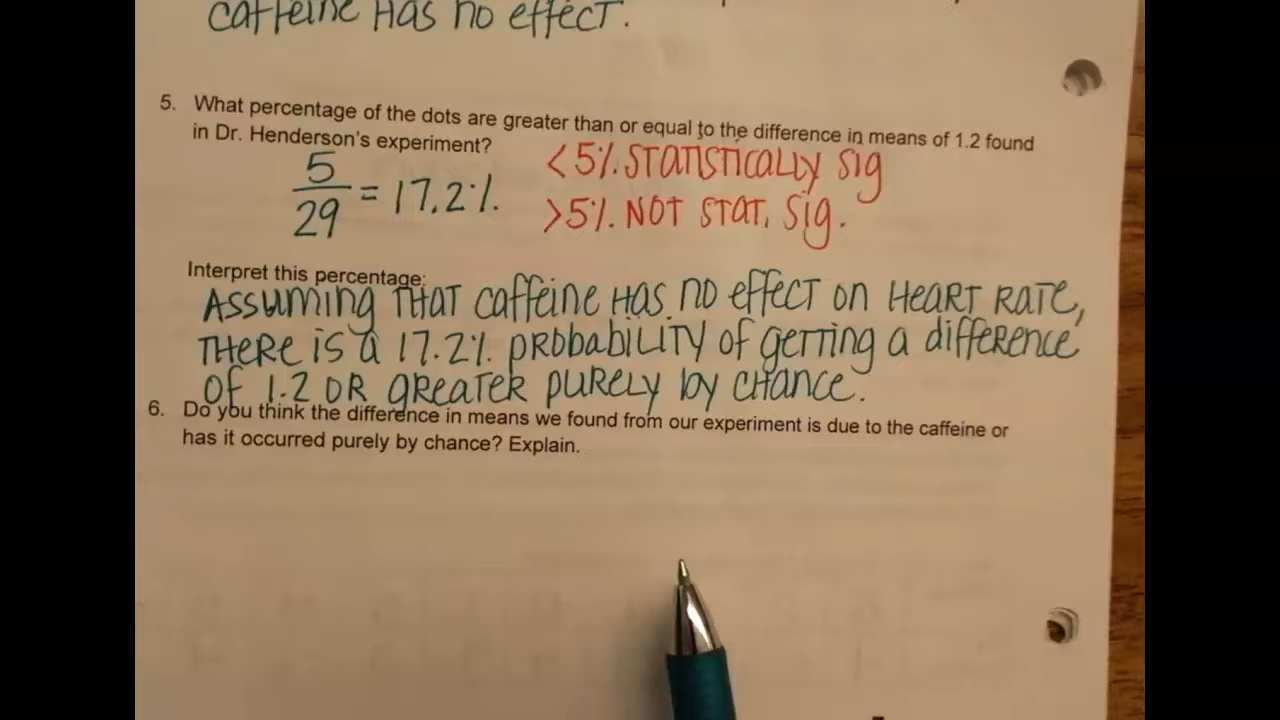 caffeine Has no effect.
5. What percentage of the dots are greater than or equal to the difference in means of 1.2 found
in Dr. Henderson's experiment?
5/29 = 17.2%
<5% STATISTICALLY Sig
>5% NOT STAT. Sig.
Interpret this percentage:
Assuming THAT caffeine Has no effect on HEART RATE,
THERE is a 17.2% probability of getting a difference
of 1.2 OR greater purely by chance.
6. Do you think the difference in means we found from our experiment is due to the caffeine or
has it occurred purely by chance? Explain.